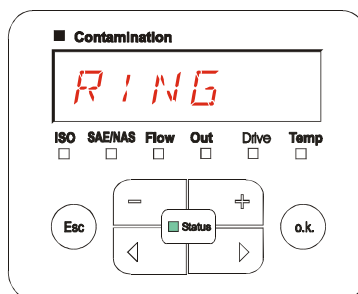 Contamination
RING
ISO SAE/NAS Flow Out Drive Temp
− +
Status
Esc o.k.